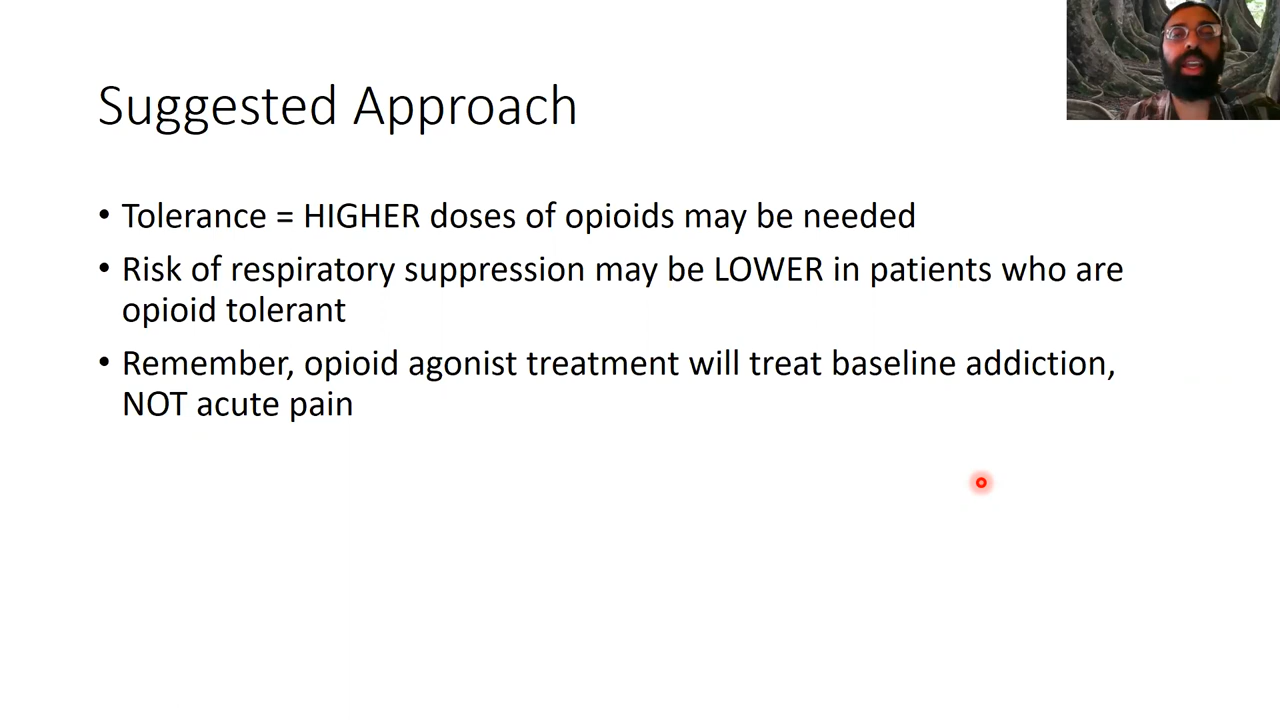 Suggested Approach
• Tolerance = HIGHER doses of opioids may be needed
• Risk of respiratory suppression may be LOWER in patients who are
opioid tolerant
• Remember, opioid agonist treatment will treat baseline addiction,
NOT acute pain